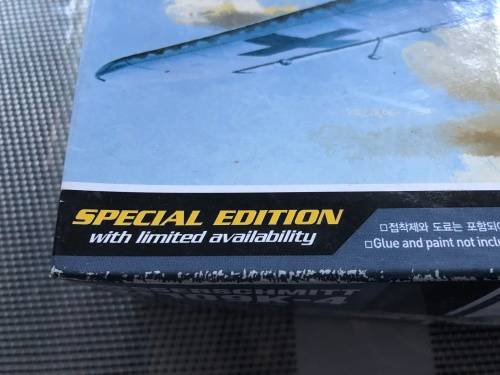 SPECIAL EDITION
with limited availability
□접착제와 도료는 포함되어
□Glue and paint not inclu